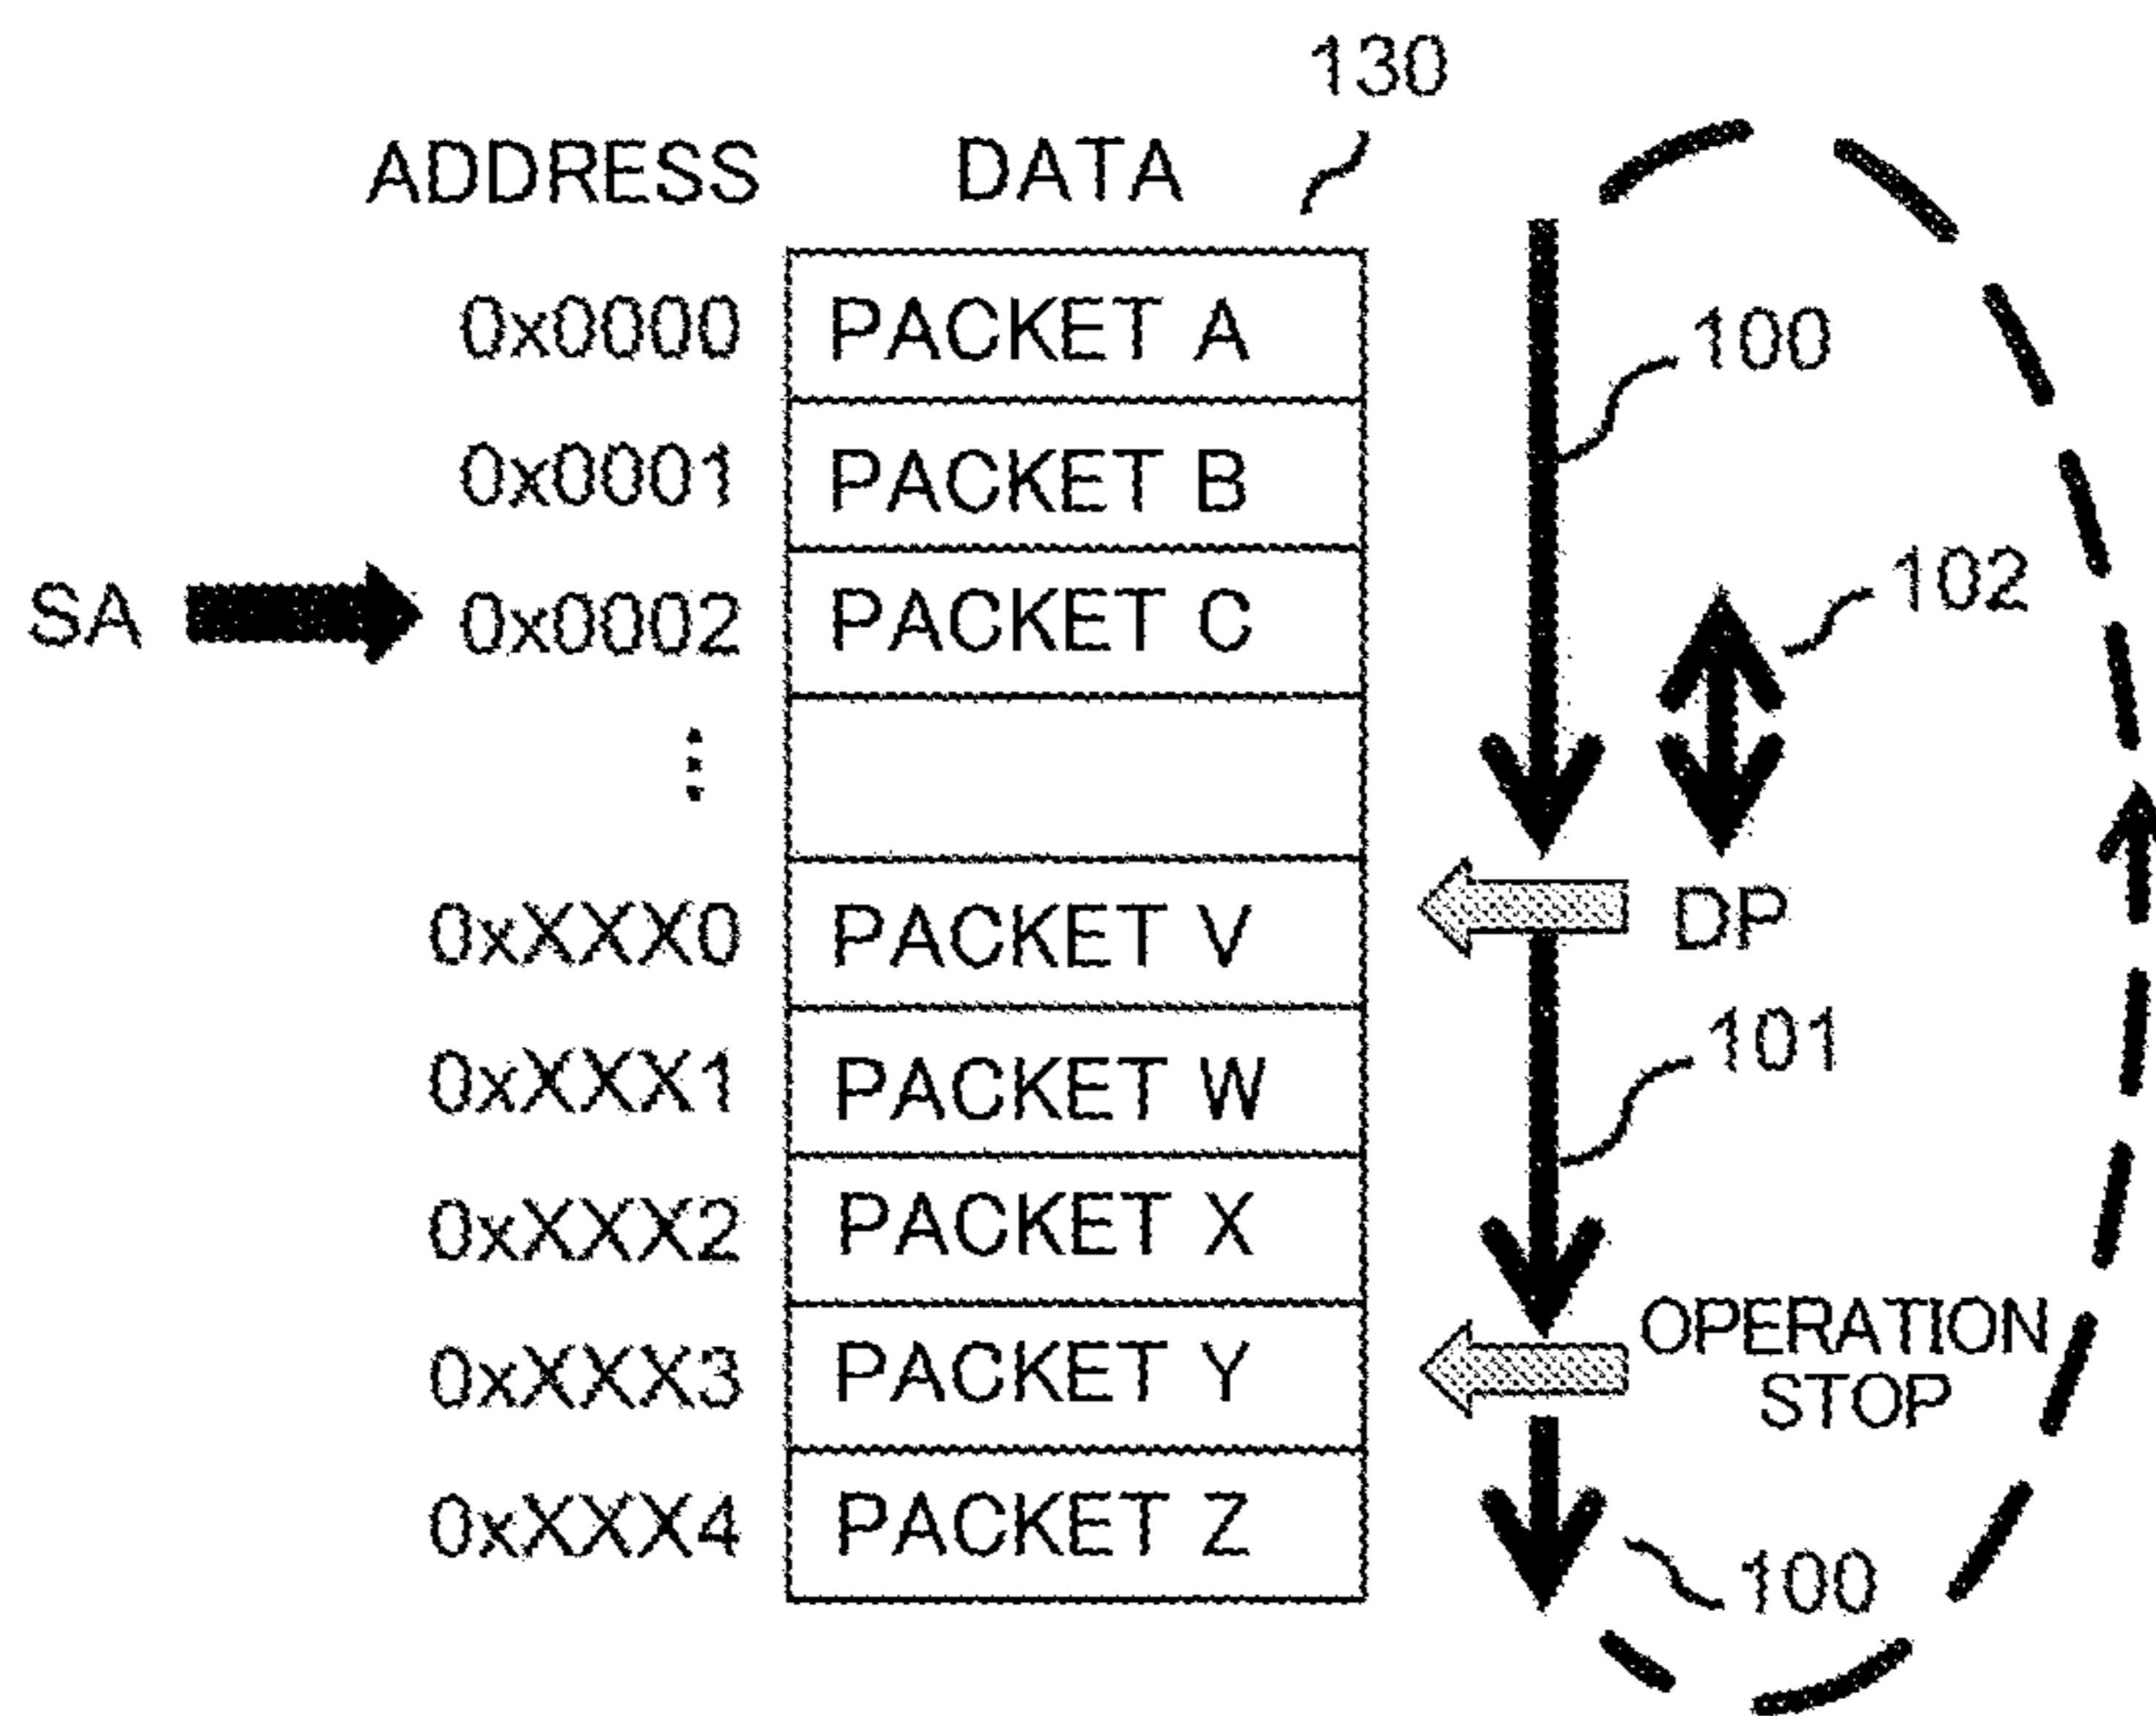 130
ADDRESS DATA
0x0000 PACKET A
100
0x0001 PACKET B
102
SA 0x0002 PACKET C
⋮
0xXXX0 PACKET V DP
101
0xXXX1 PACKET W
0xXXX2 PACKET X
OPERATION
0xXXX3 PACKET Y
STOP
0xXXX4 PACKET Z
100